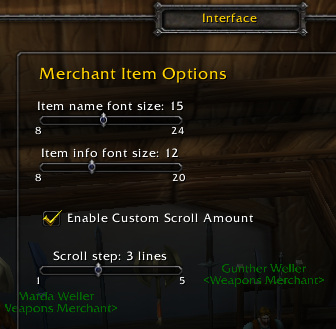 Interface
Merchant Item Options
Item name font size: 15
8 24
Item info font size: 12
8 20
Enable Custom Scroll Amount
Scroll step: 3 lines
1 5
Gunther Weller
<Weapons Merchant>
Marda Weller
Weapons Merchant>